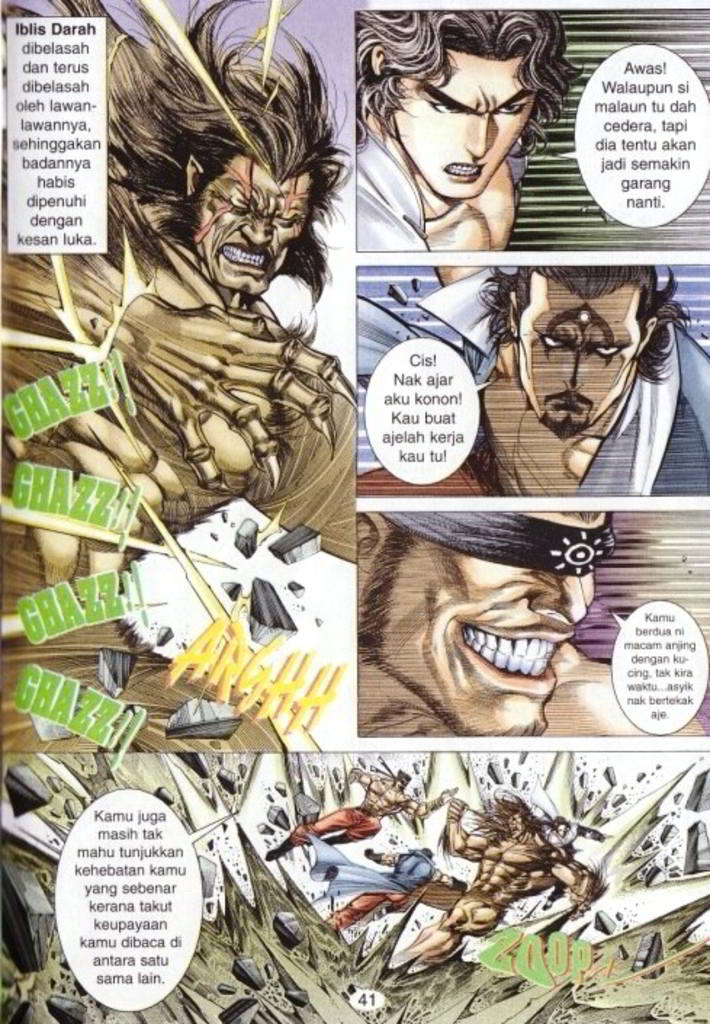 Iblis Darah
dibelasah
dan terus
dibelasah
oleh lawan-
lawannya,
sehinggakan
badannya
habis
dipenuhi
dengan
kesan luka.
Awas!
Walaupun si
malaun tu dah
cedera, tapi
dia tentu akan
jadi semakin
garang
nanti.
Cis!
Nak ajar
aku konon!
Kau buat
ajelah kerja
kau tu!
GHAZZ!!
GHAZZ!!
GHAZZ!!
GHAZZ!!
ARGHH
Kamu
berdua ni
macam anjing
dengan ku-
cing, tak kira
waktu...asyik
nak bertekak
aje.
Kamu juga
masih tak
mahu tunjukkan
kehebatan kamu
yang sebenar
kerana takut
keupayaan
kamu dibaca di
antara satu
sama lain.
ZOOP
41